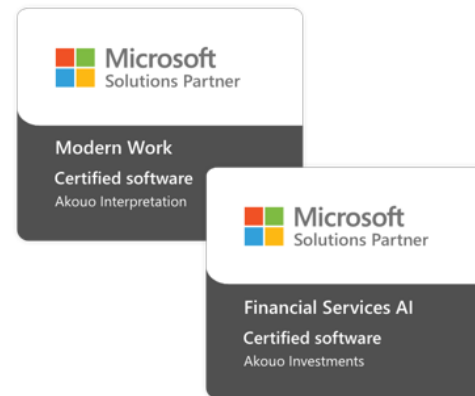 Microsoft
Solutions Partner
Modern Work
Certified software
Akouo Interpretation
Microsoft
Solutions Partner
Financial Services AI
Certified software
Akouo Investments